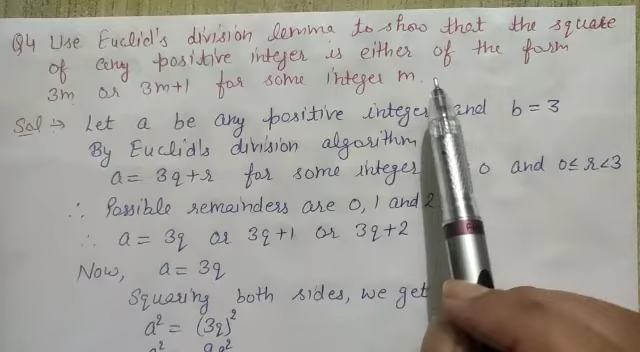 Q4 Use Euclid's division lemma to show that the square
of any positive integer is either of the form
3m or 3m+1 for some integer m.
Sol :→ Let a be any positive integer and b = 3
By Euclid's division algorithm
a = 3q+r for some integer 0 and 0≤r<3
∴ Possible remainders are 0, 1 and 2
∴ a = 3q or 3q+1 or 3q+2
Now, a = 3q
Squaring both sides, we get
a² = (3q)²
a² 9q²